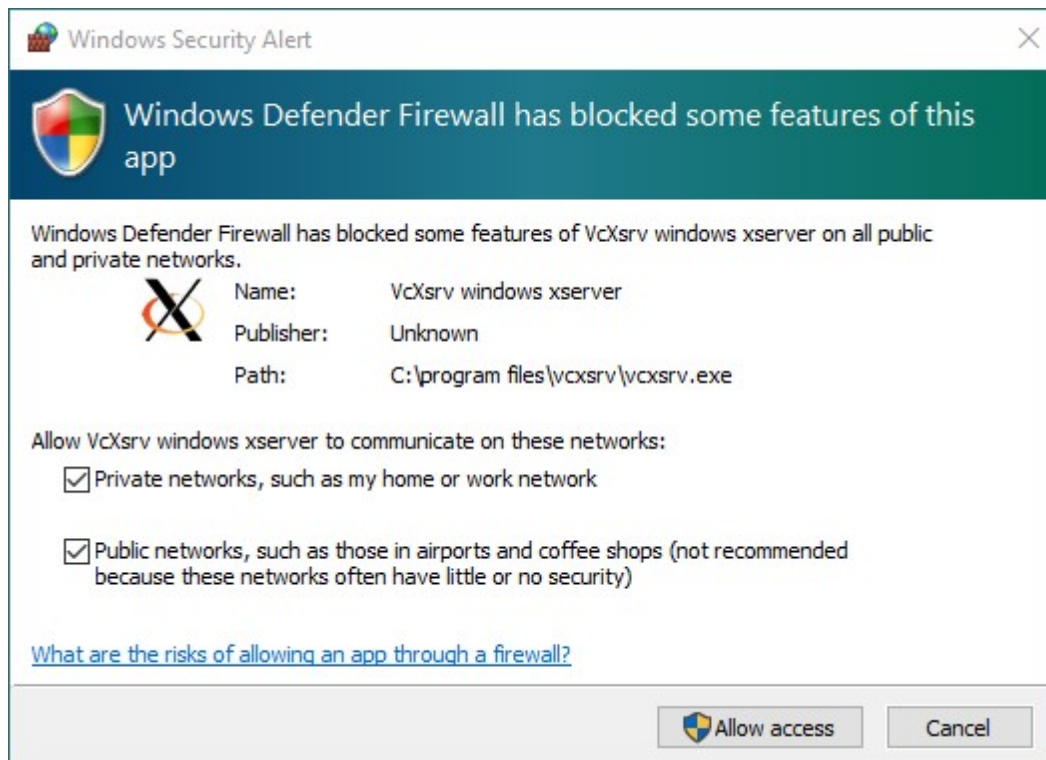 Windows Security Alert
Windows Defender Firewall has blocked some features of this
app
Windows Defender Firewall has blocked some features of VcXsrv windows xserver on all public
and private networks.
Name: VcXsrv windows xserver
Publisher: Unknown
Path: C:\program files\vcxsrv\vcxsrv.exe
Allow VcXsrv windows xserver to communicate on these networks:
Private networks, such as my home or work network
Public networks, such as those in airports and coffee shops (not recommended
because these networks often have little or no security)
What are the risks of allowing an app through a firewall?
Allow access Cancel